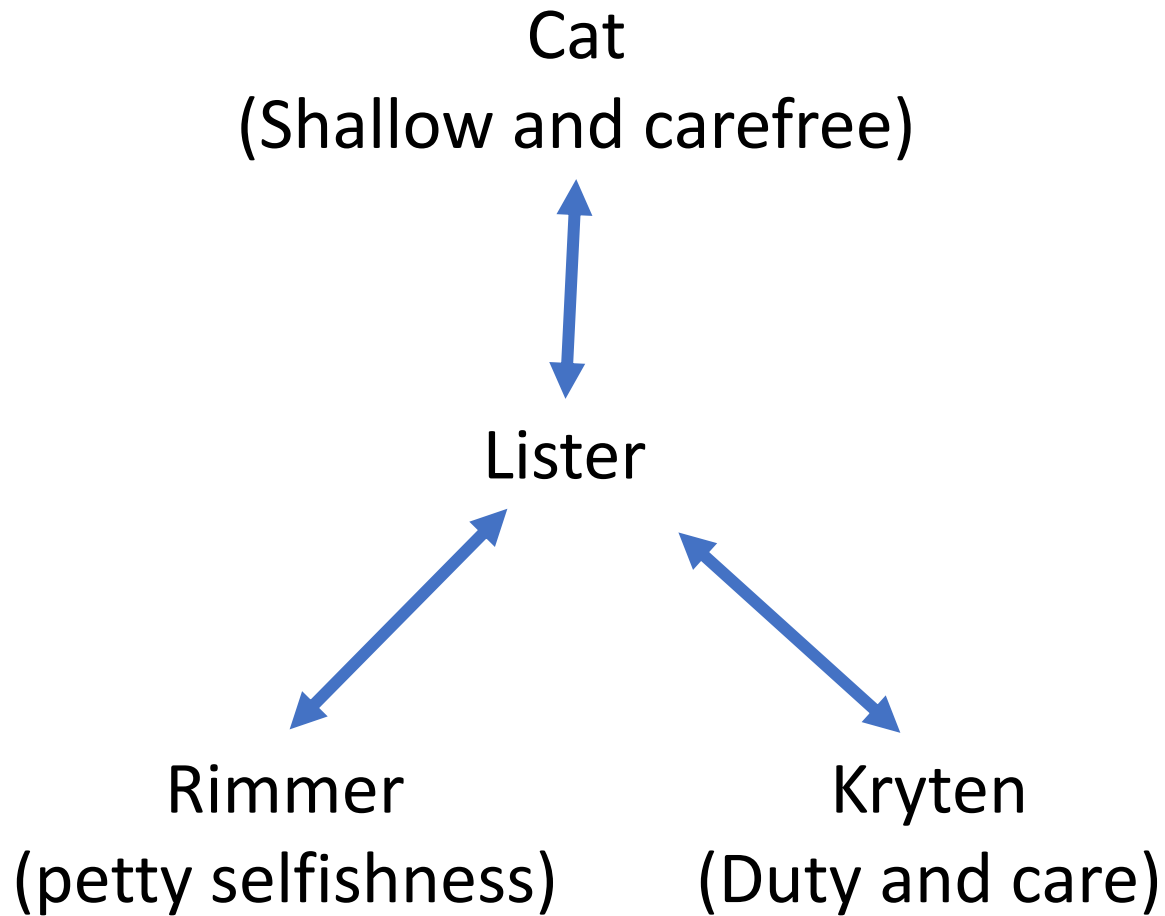 Cat
(Shallow and carefree)
Lister
Rimmer
(petty selfishness)
Kryten
(Duty and care)